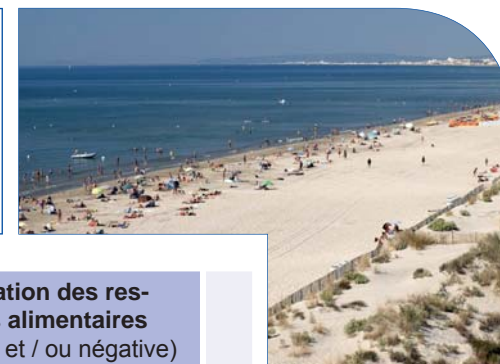 ation des res-
alimentaires
et / ou négative)